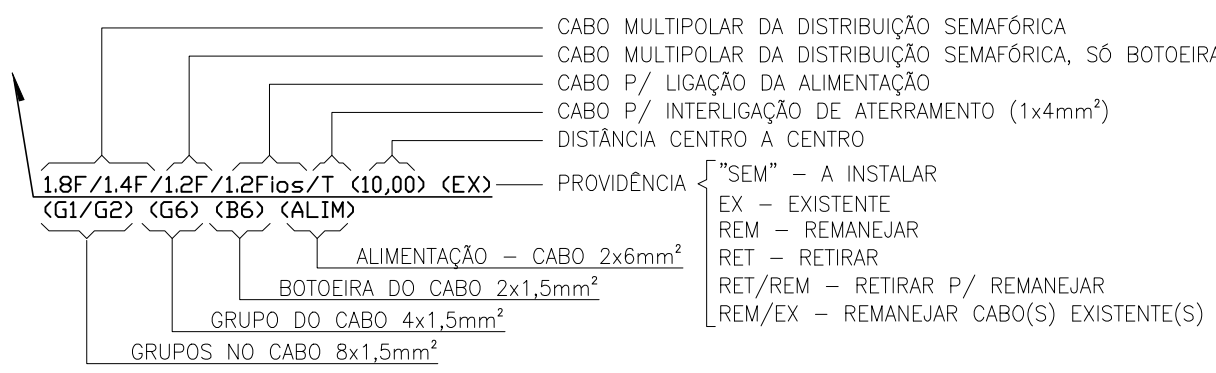 CABO MULTIPOLAR DA DISTRIBUIÇÃO SEMAFÓRICA
CABO MULTIPOLAR DA DISTRIBUIÇÃO SEMAFÓRICA, SÓ BOTOEIRA
CABO P/ LIGAÇÃO DA ALIMENTAÇÃO
CABO P/ INTERLIGAÇÃO DE ATERRAMENTO (1x4mm²)
DISTÂNCIA CENTRO A CENTRO
1.8F/1.4F/1.2F/1.2Fios/T (10,00) (EX)
PROVIDÊNCIA
(G1/G2) (G6) (B6) (ALIM)
"SEM" – A INSTALAR
EX – EXISTENTE
REM – REMANEJAR
RET – RETIRAR
RET/REM – RETIRAR P/ REMANEJAR
REM/EX – REMANEJAR CABO(S) EXISTENTE(S)
ALIMENTAÇÃO – CABO 2x6mm²
BOTOEIRA DO CABO 2x1,5mm²
GRUPO DO CABO 4x1,5mm²
GRUPOS NO CABO 8x1,5mm²